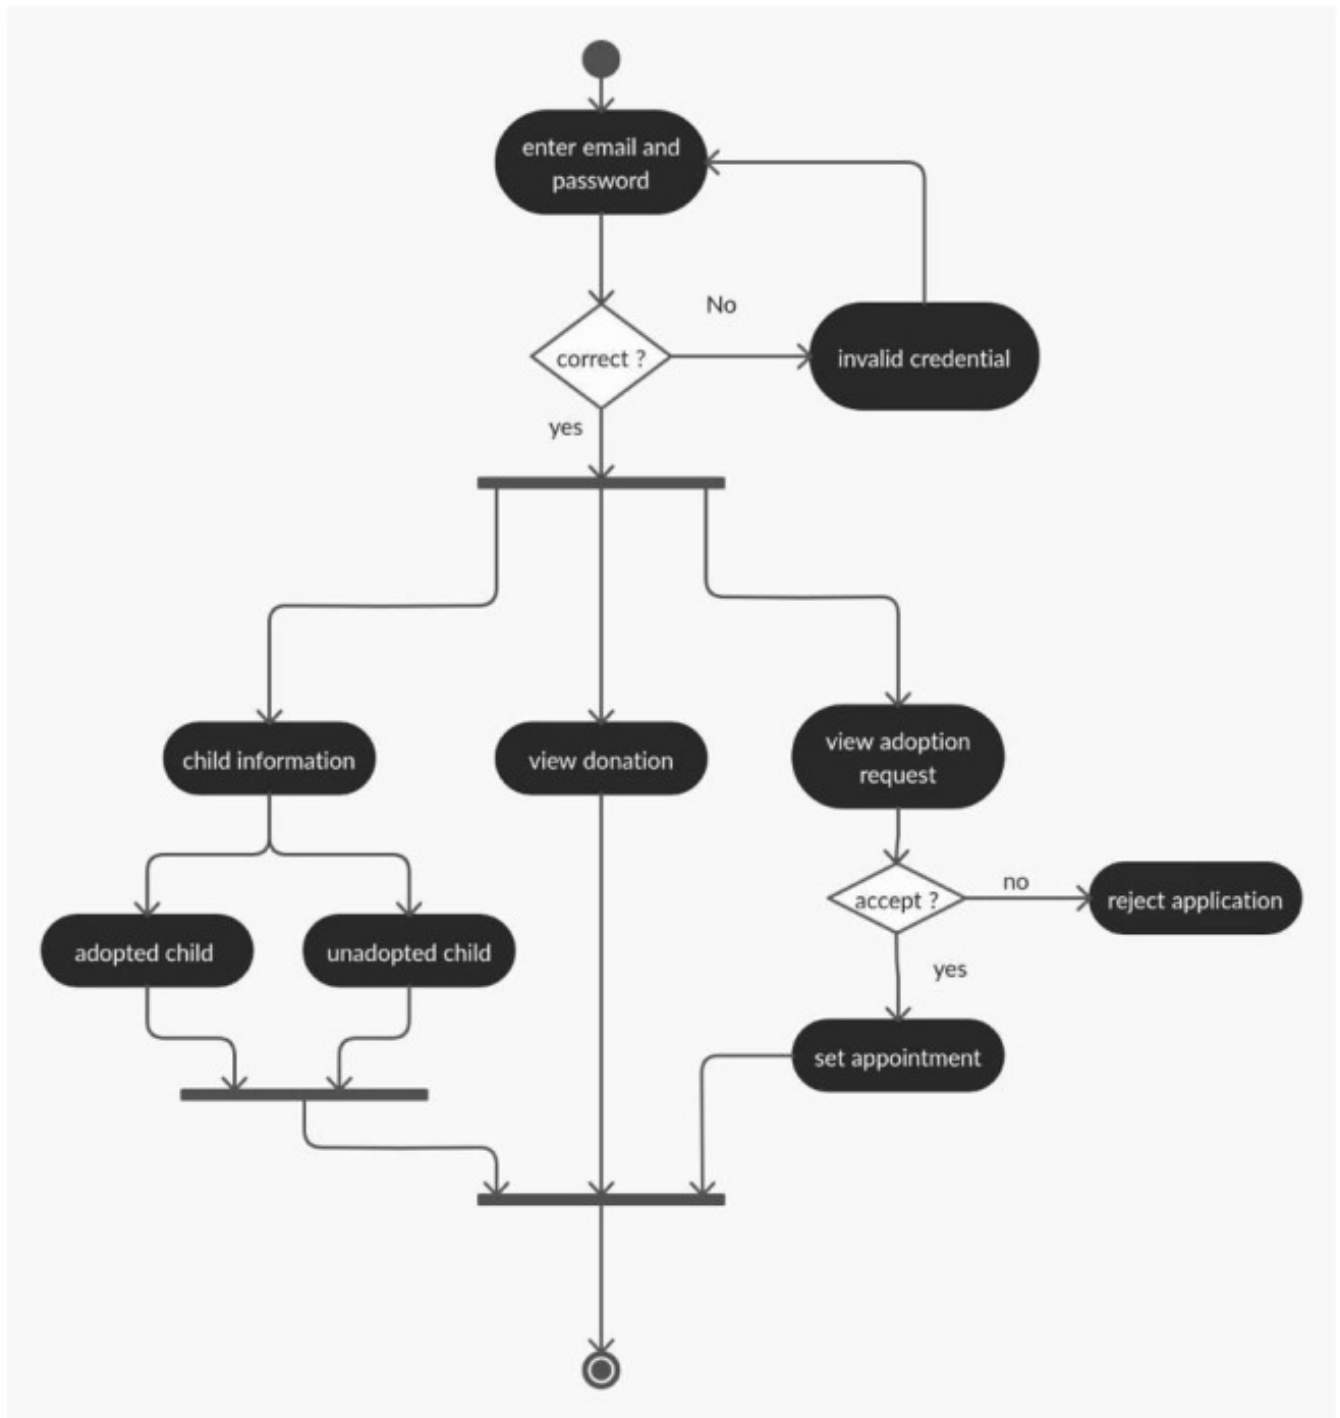 enter email and
password
No
correct ?
invalid credential
yes
child information
view donation
view adoption
request
accept ?
no
reject application
adopted child
unadopted child
yes
set appointment